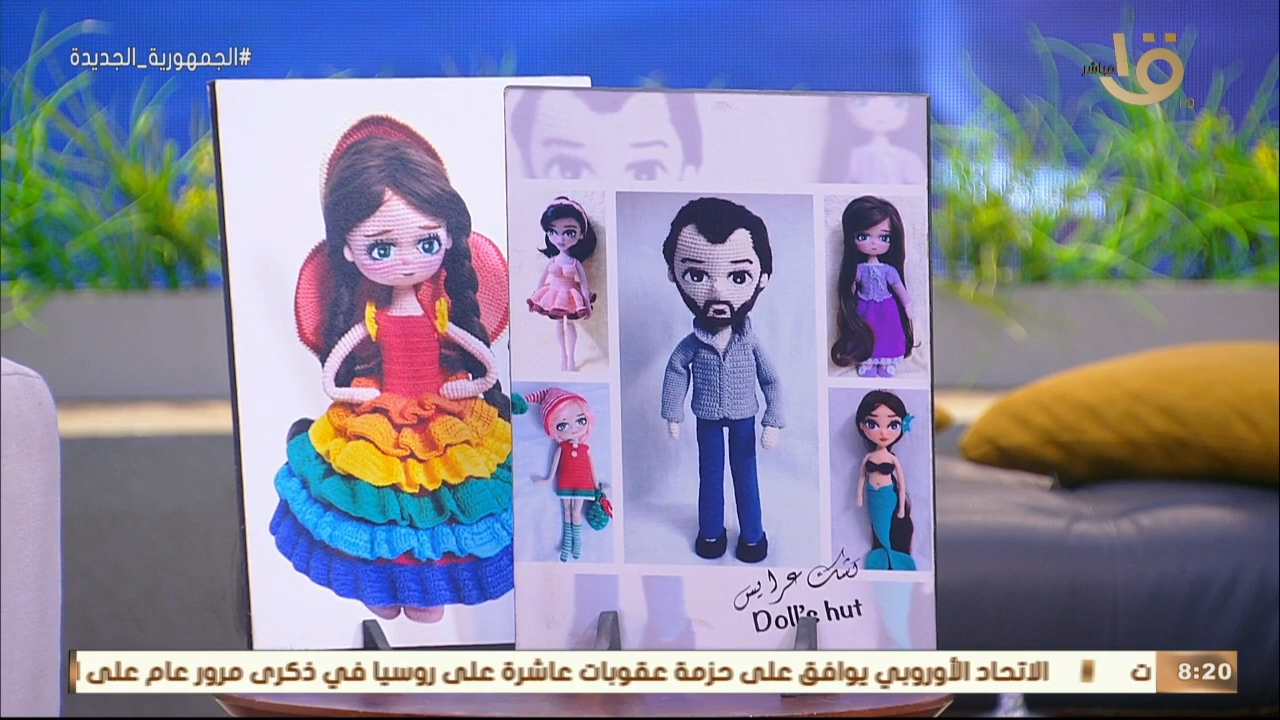 #الجمهورية_الجديدة
مباشر
كشك عرايس
Doll's hut
ت الاتحاد الأوروبي يوافق على حزمة عقوبات عاشرة على روسيا في ذكرى مرور عام على ا
8:20